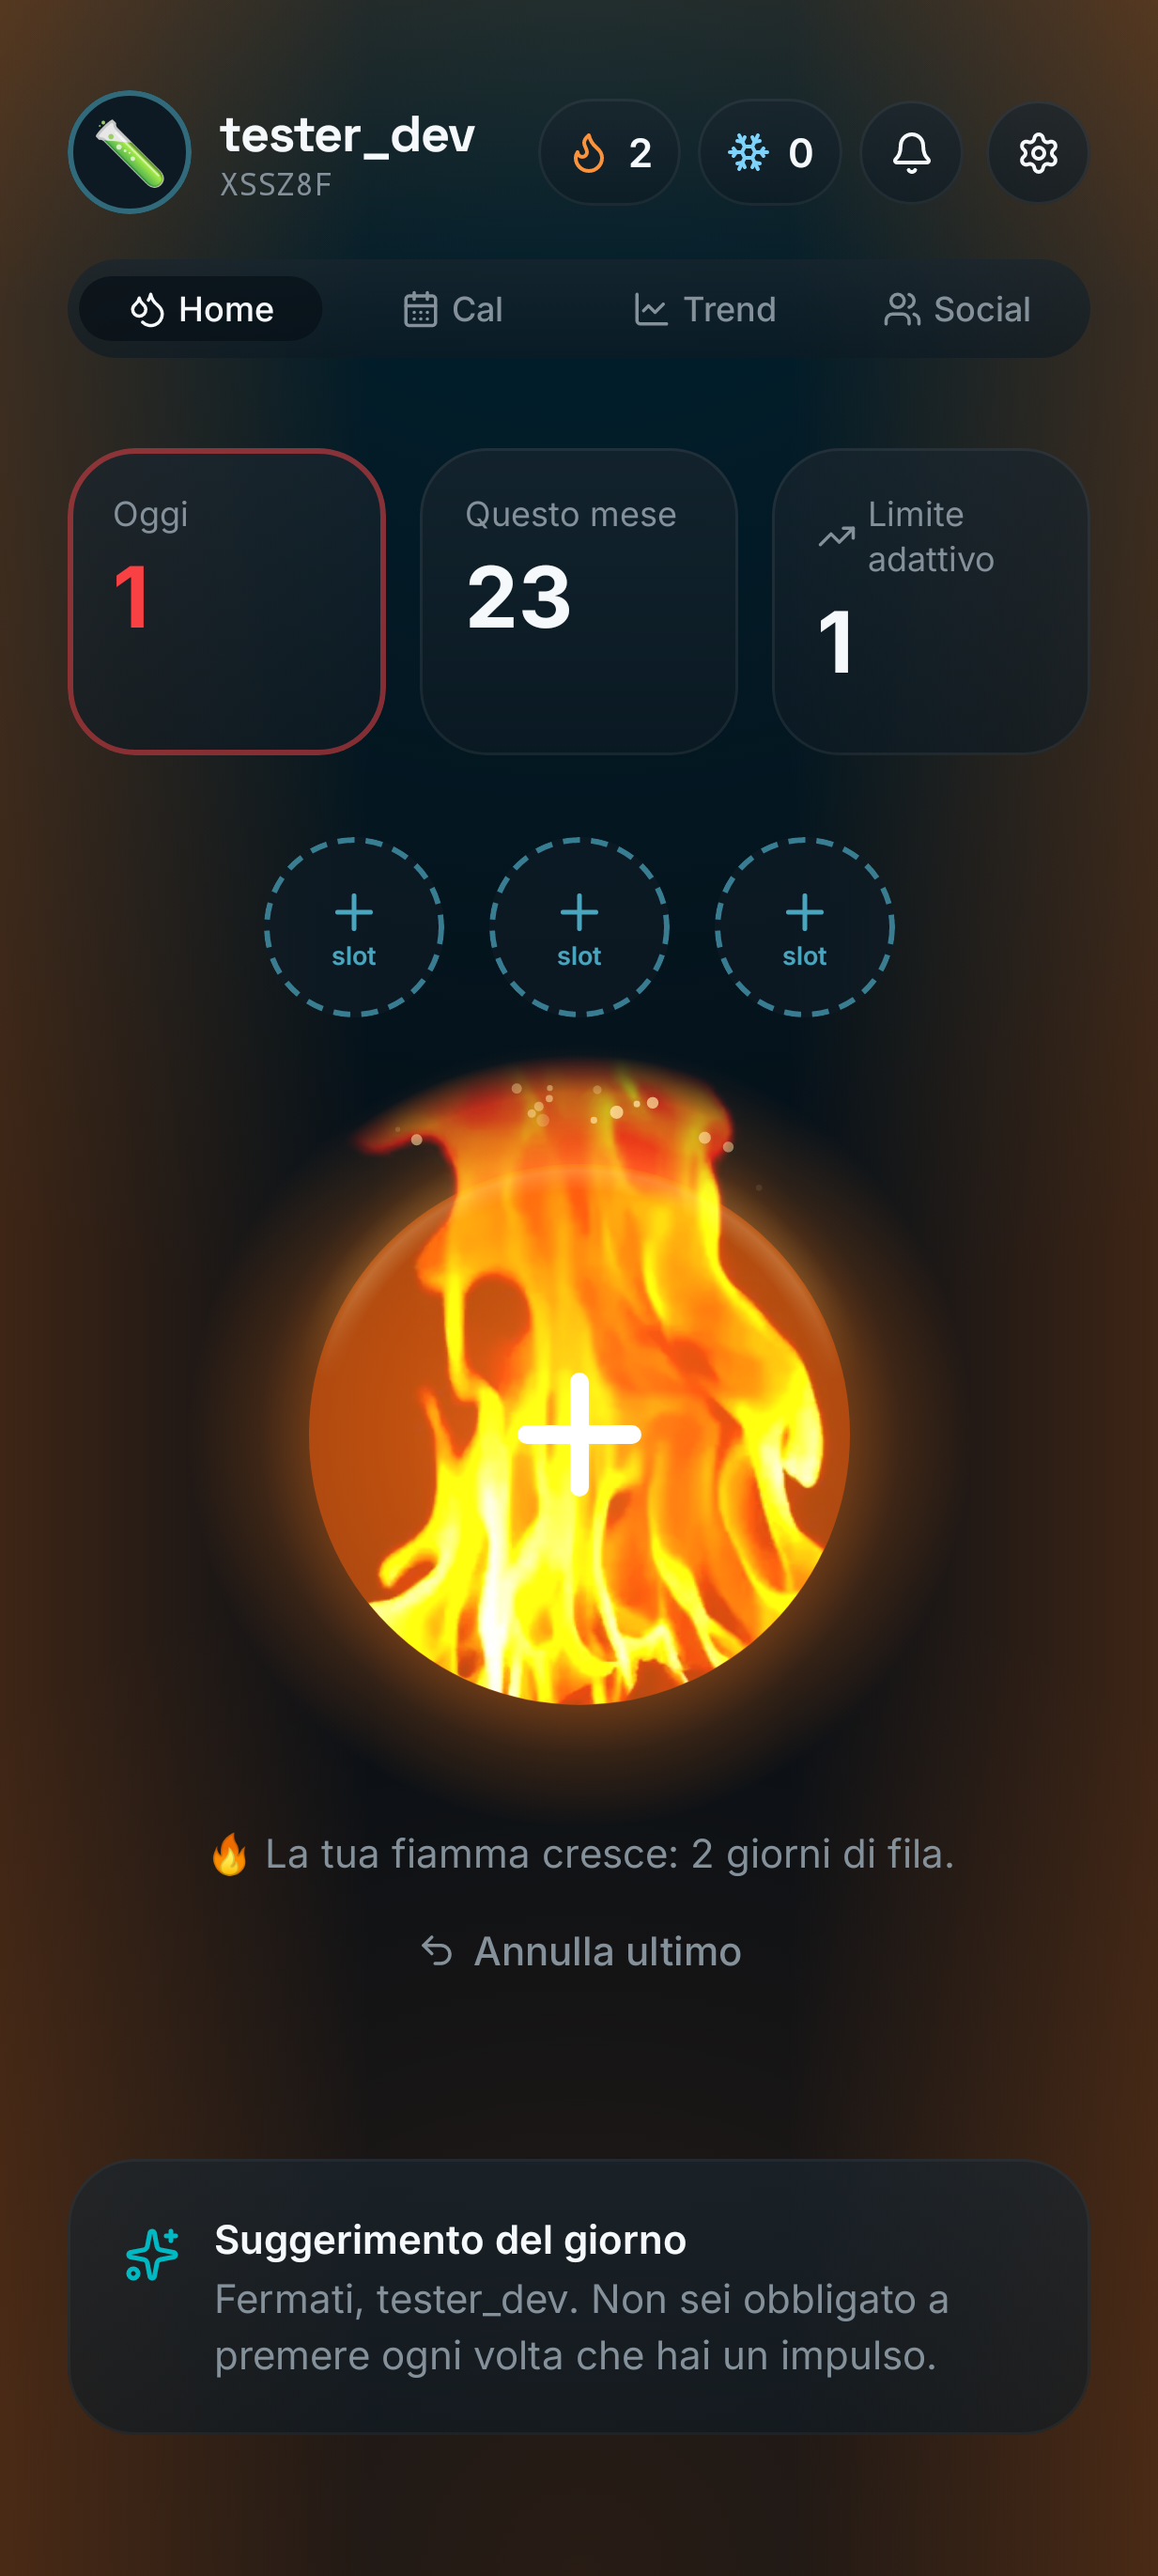 tester_dev
XSSZ8F
2
0
Home
Cal
Trend
Social
Oggi
1
Questo mese
23
Limite
adattivo
1
slot
slot
slot
La tua fiamma cresce: 2 giorni di fila.
Annulla ultimo
Suggerimento del giorno
Fermati, tester_dev. Non sei obbligato a
premere ogni volta che hai un impulso.